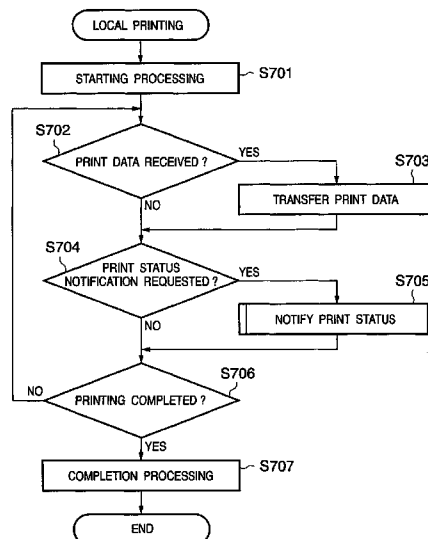 LOCAL PRINTING
STARTING PROCESSING
S701
S702
PRINT DATA RECEIVED ?
YES
S703
TRANSFER PRINT DATA
NO
S704
PRINT STATUS
NOTIFICATION REQUESTED ?
YES
S705
NOTIFY PRINT STATUS
NO
S706
NO
PRINTING COMPLETED ?
YES
S707
COMPLETION PROCESSING
END